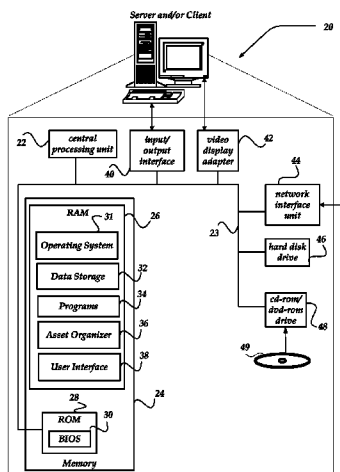 Server and/or Client
20
22
central
processing unit
input/
output interface
40
video
display
adapter
42
44
network
interface
unit
RAM
31
26
23
Operating System
hard disk
drive
46
Data Storage
32
Programs
34
cd-rom/
dvd-rom
drive
48
Asset Organizer
36
User Interface
38
49
24
28
ROM
30
BIOS
Memory